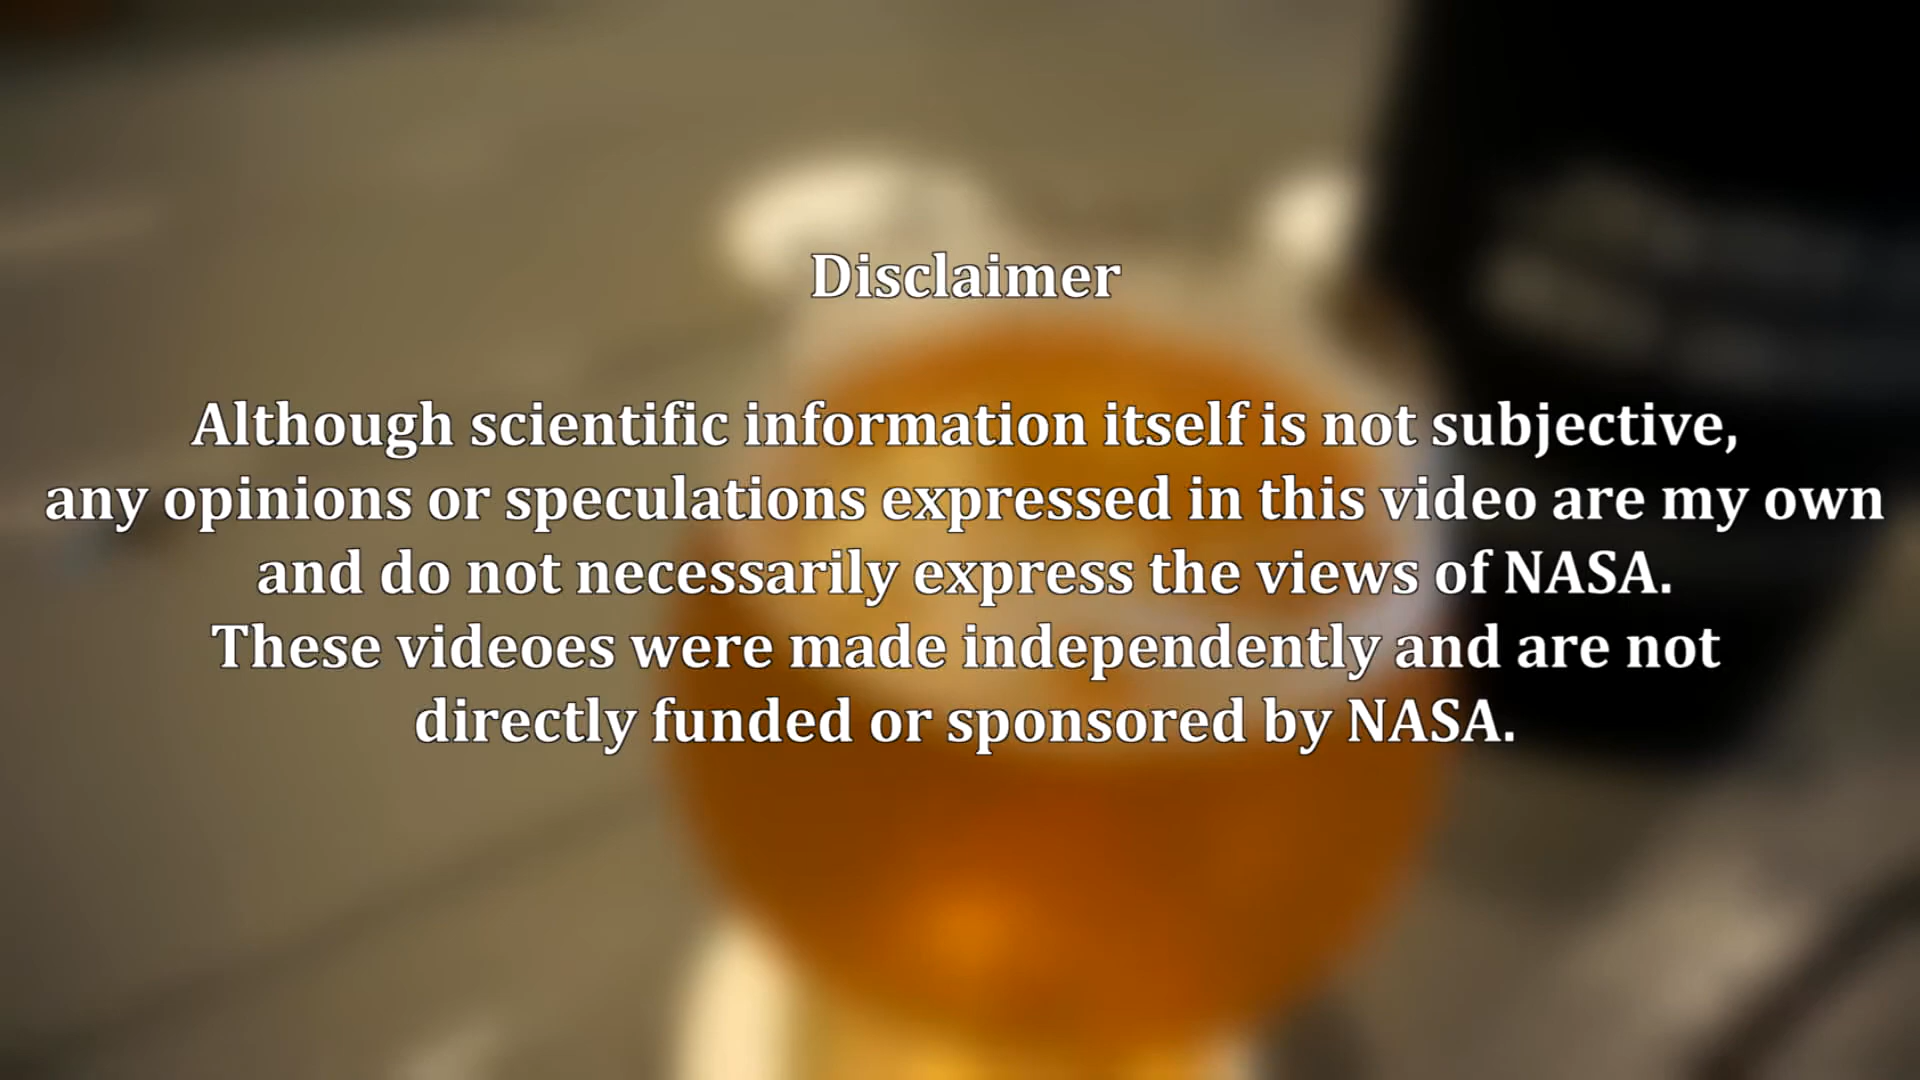 Disclaimer
Although scientific information itself is not subjective,
any opinions or speculations expressed in this video are my own
and do not necessarily express the views of NASA.
These videoes were made independently and are not
directly funded or sponsored by NASA.